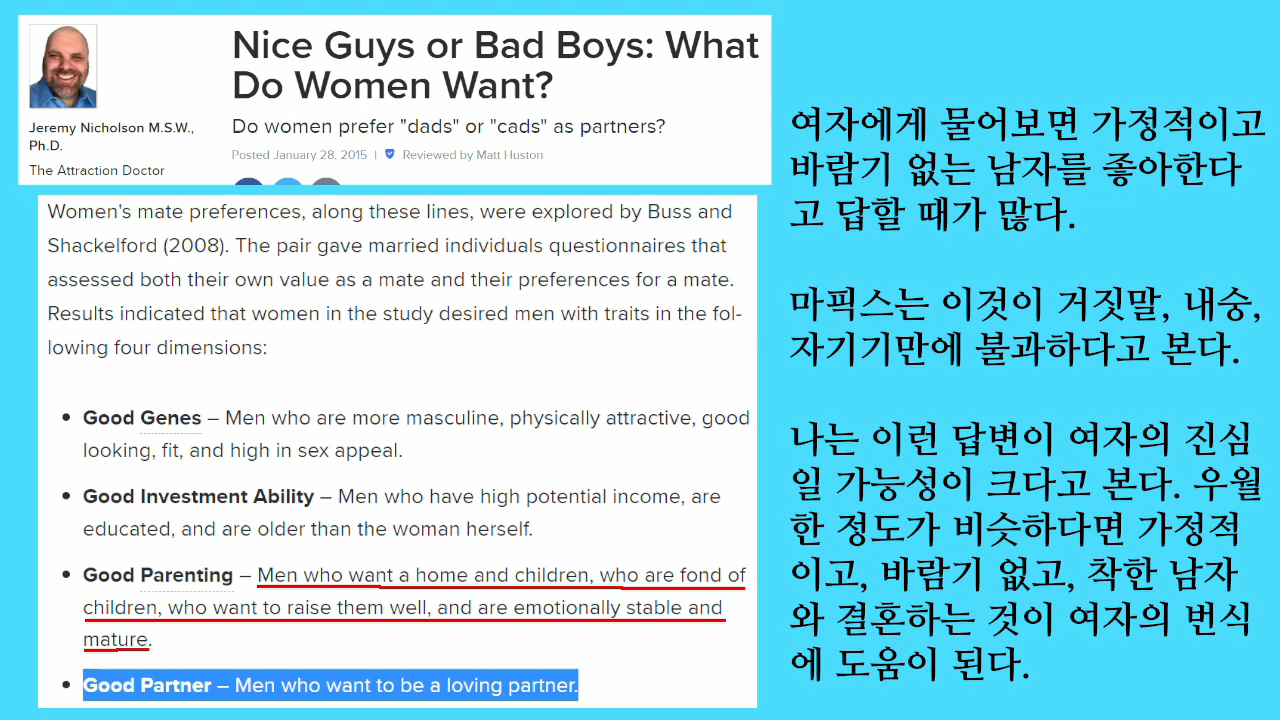 Nice Guys or Bad Boys: What
Do Women Want?
Jeremy Nicholson M.S.W.,
Ph.D.
The Attraction Doctor
Do women prefer "dads" or "cads" as partners?
Posted January 28, 2015 | Reviewed by Matt Huston
Women's mate preferences, along these lines, were explored by Buss and
Shackelford (2008). The pair gave married individuals questionnaires that
assessed both their own value as a mate and their preferences for a mate.
Results indicated that women in the study desired men with traits in the fol-
lowing four dimensions:
• Good Genes – Men who are more masculine, physically attractive, good
looking, fit, and high in sex appeal.
• Good Investment Ability – Men who have high potential income, are
educated, and are older than the woman herself.
• Good Parenting – Men who want a home and children, who are fond of
children, who want to raise them well, and are emotionally stable and
mature.
• Good Partner – Men who want to be a loving partner.
여자에게 물어보면 가정적이고
바람기 없는 남자를 좋아한다
고 답할 때가 많다.
마픽스는 이것이 거짓말, 내숭,
자기기만에 불과하다고 본다.
나는 이런 답변이 여자의 진심
일 가능성이 크다고 본다. 우월
한 정도가 비슷하다면 가정적
이고, 바람기 없고, 착한 남자
와 결혼하는 것이 여자의 번식
에 도움이 된다.